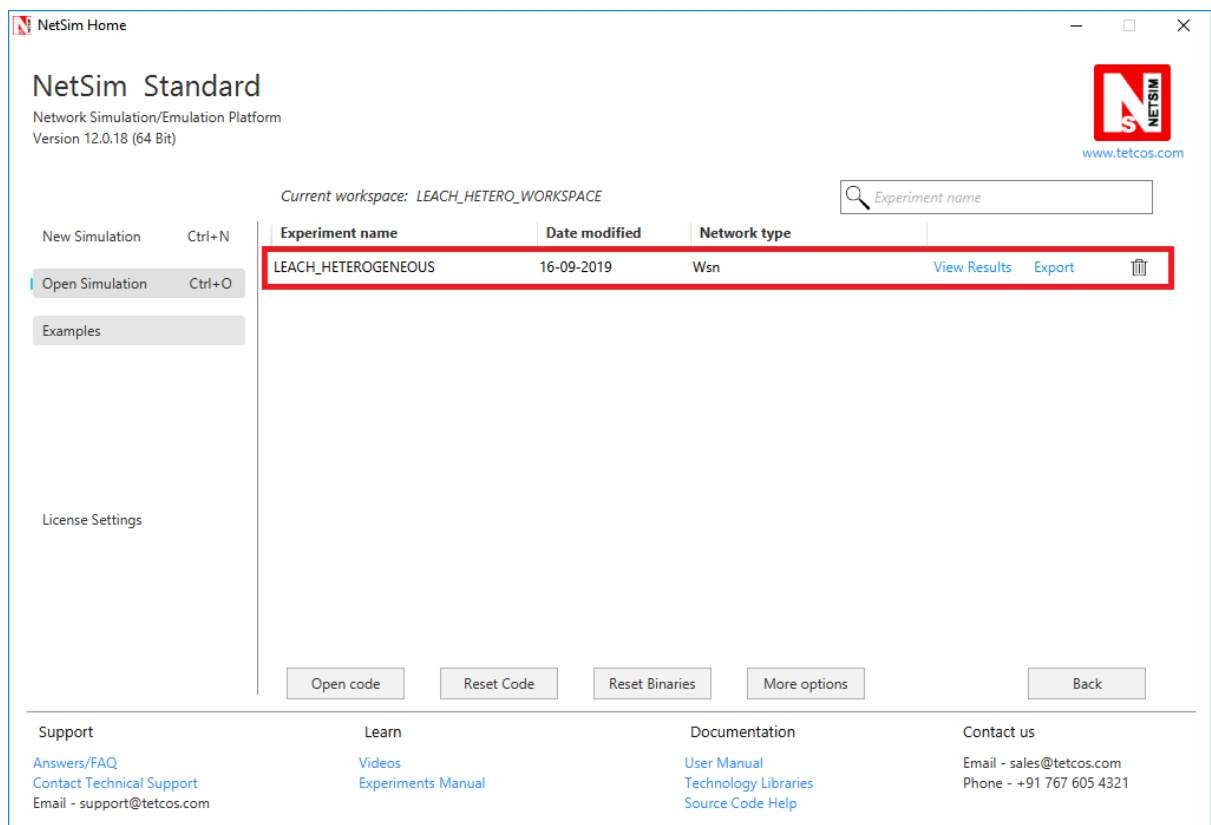 NetSim Home
NetSim Standard
Network Simulation/Emulation Platform
Version 12.0.18 (64 Bit)
N
S
NETSIM
www.tetcos.com
Current workspace: LEACH_HETERO_WORKSPACE
Experiment name
New Simulation Ctrl+N
Open Simulation Ctrl+O
Examples
License Settings
Experiment name Date modified Network type
LEACH_HETEROGENEOUS 16-09-2019 Wsn View Results Export
Open code Reset Code Reset Binaries More options Back
Support
Answers/FAQ
Contact Technical Support
Email - support@tetcos.com
Learn
Videos
Experiments Manual
Documentation
User Manual
Technology Libraries
Source Code Help
Contact us
Email - sales@tetcos.com
Phone - +91 767 605 4321